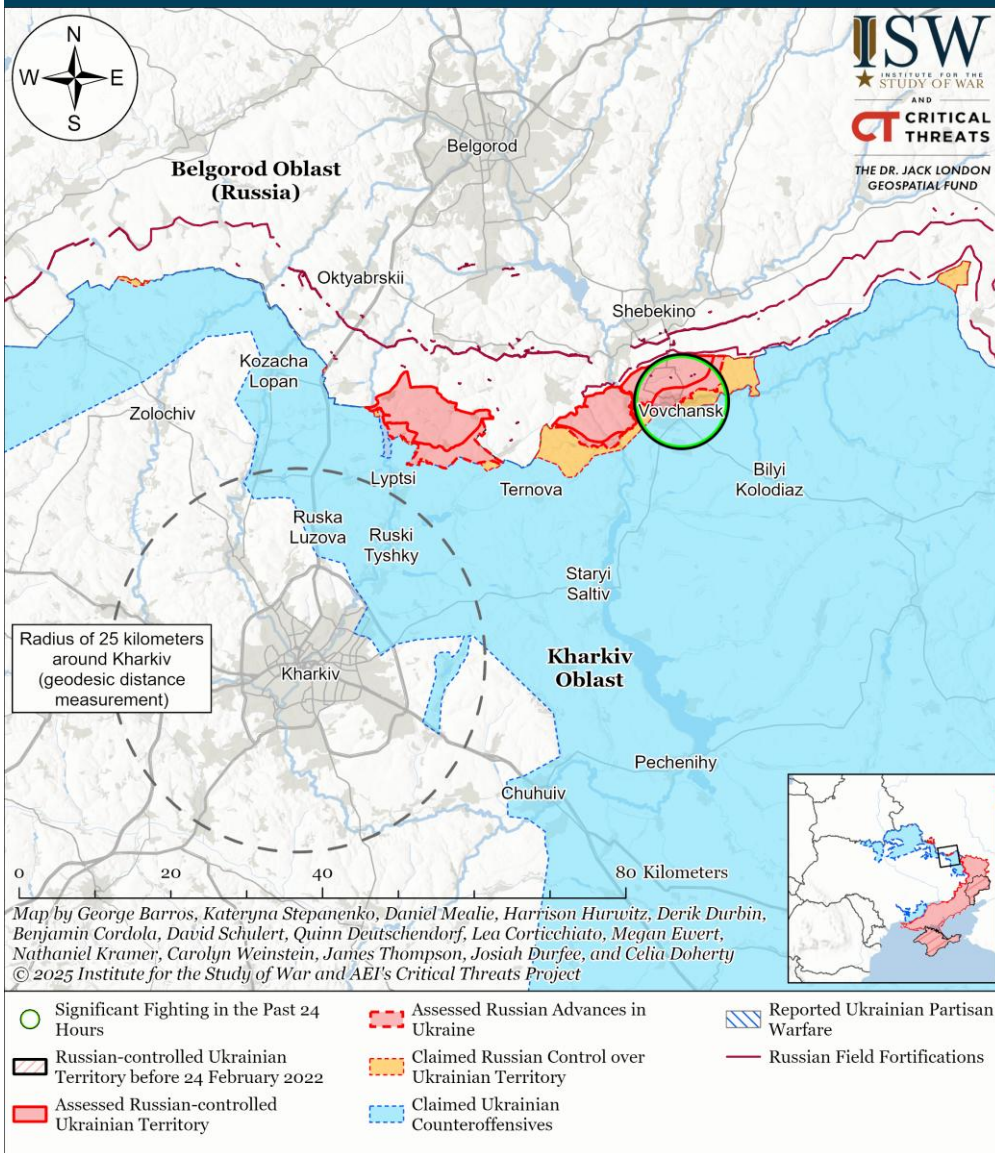 N
W E
S
ISW
INSTITUTE FOR THE
STUDY OF WAR
AND
CT CRITICAL
THREATS
THE DR. JACK LONDON
GEOSPATIAL FUND
Belgorod
Belgorod Oblast
(Russia)
Oktyabrskii
Shebekino
Kozacha
Lopan
Zolochiv
Vovchansk
Lyptsi
Ternova
Bilyi
Kolodiaz
Ruska
Luzova
Ruski
Tyshky
Staryi
Saltiv
Radius of 25 kilometers
around Kharkiv
(geodesic distance
measurement)
Kharkiv
Kharkiv
Oblast
Pechenihy
Chuhuiv
0 20 40 80 Kilometers
Map by George Barros, Kateryna Stepanenko, Daniel Mealie, Harrison Hurwitz, Derik Durbin,
Benjamin Cordola, David Schulert, Quinn Deutschendorf, Lea Corticchiato, Megan Ewert,
Nathaniel Kramer, Carolyn Weinstein, James Thompson, Josiah Durfee, and Celia Doherty
© 2025 Institute for the Study of War and AEI's Critical Threats Project
Significant Fighting in the Past 24
Hours
Russian-controlled Ukrainian
Territory before 24 February 2022
Assessed Russian-controlled
Ukrainian Territory
Assessed Russian Advances in
Ukraine
Claimed Russian Control over
Ukrainian Territory
Claimed Ukrainian
Counteroffensives
Reported Ukrainian Partisan
Warfare
Russian Field Fortifications